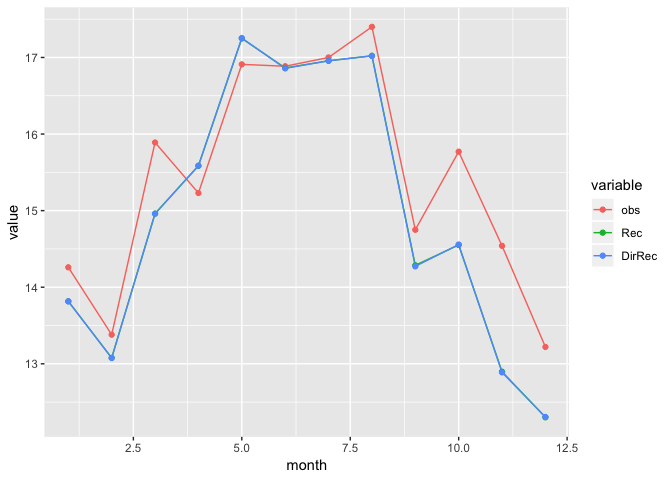 17
16
15
14
13
value
2.5
5.0
7.5
10.0
12.5
month
variable
obs
Rec
DirRec